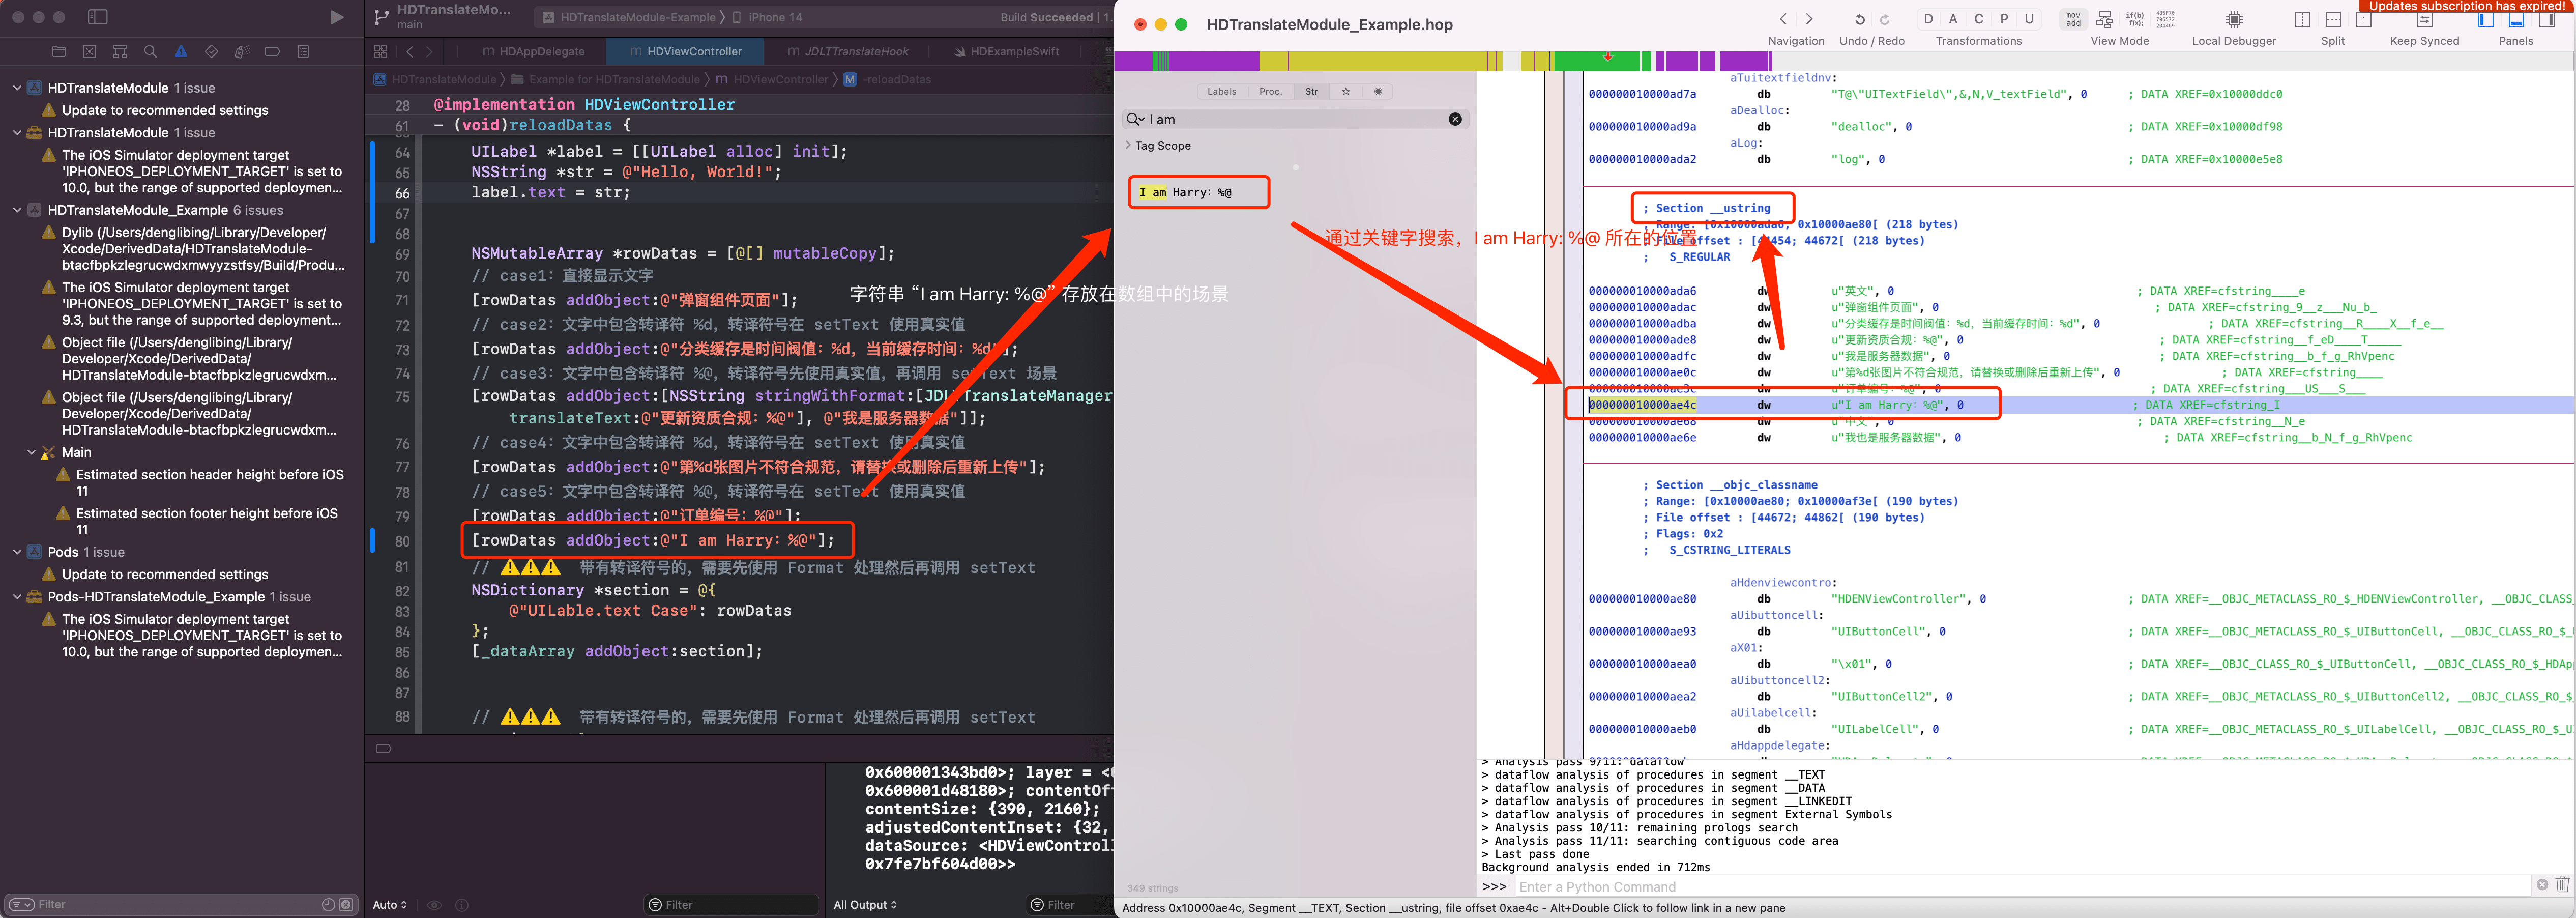 HDTranslateMo...
main
HDTranslateModule-Example
iPhone 14
Build Succeeded | 1.
HDTranslateModule 1 issue
Update to recommended settings
HDTranslateModule 1 issue
The iOS Simulator deployment target
'IPHONEOS_DEPLOYMENT_TARGET' is set to
10.0, but the range of supported deploymen...
HDTranslateModule_Example 6 issues
Dylib (/Users/denglibing/Library/Developer/
Xcode/DerivedData/HDTranslateModule-
btacfbpkzlegrucwdxmwyyzstfsy/Build/Produ...
The iOS Simulator deployment target
'IPHONEOS_DEPLOYMENT_TARGET' is set to
9.3, but the range of supported deployment...
Object file (/Users/denglibing/Library/
Developer/Xcode/DerivedData/
HDTranslateModule-btacfbpkzlegrucwdxm...
Object file (/Users/denglibing/Library/
Developer/Xcode/DerivedData/
HDTranslateModule-btacfbpkzlegrucwdxm...
Main
Estimated section header height before iOS
11
Estimated section footer height before iOS
11
Pods 1 issue
Update to recommended settings
Pods-HDTranslateModule_Example 1 issue
The iOS Simulator deployment target
'IPHONEOS_DEPLOYMENT_TARGET' is set to
10.0, but the range of supported deploymen...
Filter
HDAppDelegate
HDViewController
JDLTTranslateHook
HDExampleSwift
HDTranslateModule
Example for HDTranslateModule
HDViewController
-reloadDatas
28 @implementation HDViewController
61 - (void)reloadDatas {
64 UILabel *label = [[UILabel alloc] init];
65 NSString *str = @"Hello, World!";
66 label.text = str;
67
68
69 NSMutableArray *rowDatas = [@[] mutableCopy];
70 // case1: 直接显示文字
71 [rowDatas addObject:@"弹窗组件页面"];
72 // case2: 文字中包含转译符 %d，转译符号在 setText 使用真实值
73 [rowDatas addObject:@"分类缓存是时间阀值：%d，当前缓存时间：%d"];
74 // case3: 文字中包含转译符 %@，转译符号先使用真实值，再调用 setText 场景
75 [rowDatas addObject:[NSString stringWithFormat:[JDLTTranslateManager
translateText:@"更新资质合规：%@"], @"我是服务器数据"]];
76 // case4: 文字中包含转译符 %d，转译符号在 setText 使用真实值
77 [rowDatas addObject:@"第%d张图片不符合规范，请替换或删除后重新上传"];
78 // case5: 文字中包含转译符 %@，转译符号在 setText 使用真实值
79 [rowDatas addObject:@"订单编号：%@"];
80 [rowDatas addObject:@"I am Harry：%@"];
81 // ⚠️⚠️⚠️ 带有转译符号的，需要先使用 Format 处理然后再调用 setText
82 NSDictionary *section = @{
83 @"UILable.text Case": rowDatas
84 };
85 [_dataArray addObject:section];
86
87
88 // ⚠️⚠️⚠️ 带有转译符号的，需要先使用 Format 处理然后再调用 setText
字符串 “I am Harry: %@” 存放在数组中的场景
Auto
Filter
0x600001343bd0>; layer = <C
0x600001d48180>; contentOff
contentSize: {390, 2160};
adjustedContentInset: {32,
dataSource: <HDViewControll
0x7fe7bf604d00>>
All Output
Filter
HDTranslateModule_Example.hop
Updates subscription has expired!
D A C P U
mov
add
if(b)
f(x);
Navigation
Undo / Redo
Transformations
View Mode
Local Debugger
Split
Keep Synced
Panels
Labels
Proc.
Str
I am
Tag Scope
I am Harry：%@
349 strings
通过关键字搜索，I am Harry: %@ 所在的位置
aTuitextfieldnv:
000000010000ad7a db "T@\"UITextField\",&,N,V_textField", 0 ; DATA XREF=0x10000ddc0
aDealloc:
000000010000ad9a db "dealloc", 0 ; DATA XREF=0x10000df98
aLog:
000000010000ada2 db "log", 0 ; DATA XREF=0x10000e5e8
; Section __ustring
; Range: [0x10000ada6; 0x10000ae80[ (218 bytes)
; File offset : [44454; 44672[ (218 bytes)
; S_REGULAR
000000010000ada6 dw u"英文", 0 ; DATA XREF=cfstring____e
000000010000adac dw u"弹窗组件页面", 0 ; DATA XREF=cfstring_9__z___Nu_b_
000000010000adba dw u"分类缓存是时间阀值：%d，当前缓存时间：%d", 0 ; DATA XREF=cfstring__R____X__f_e__
000000010000ade8 dw u"更新资质合规：%@", 0 ; DATA XREF=cfstring__f_eD____T_____
000000010000adfc dw u"我是服务器数据", 0 ; DATA XREF=cfstring__b_f_g_RhVpenc
000000010000ae0c dw u"第%d张图片不符合规范，请替换或删除后重新上传", 0 ; DATA XREF=cfstring____
000000010000ae3c dw u"订单编号：%@", 0 ; DATA XREF=cfstring___US___S___
000000010000ae4c dw u"I am Harry：%@", 0 ; DATA XREF=cfstring_I
000000010000ae68 dw u"中文", 0 ; DATA XREF=cfstring__N_e
000000010000ae6e dw u"我也是服务器数据", 0 ; DATA XREF=cfstring__b_N_f_g_RhVpenc
; Section __objc_classname
; Range: [0x10000ae80; 0x10000af3e[ (190 bytes)
; File offset : [44672; 44862[ (190 bytes)
; Flags: 0x2
; S_CSTRING_LITERALS
aHdenviewcontro:
000000010000ae80 db "HDENViewController", 0 ; DATA XREF=__OBJC_METACLASS_RO_$_HDENViewController, __OBJC_CLASS_
aUibuttoncell:
000000010000ae93 db "UIButtonCell", 0 ; DATA XREF=__OBJC_METACLASS_RO_$_UIButtonCell, __OBJC_CLASS_RO_$_
aX01:
000000010000aea0 db "\x01", 0 ; DATA XREF=__OBJC_CLASS_RO_$_UIButtonCell, __OBJC_CLASS_RO_$_HDAp
aUibuttoncell2:
000000010000aea2 db "UIButtonCell2", 0 ; DATA XREF=__OBJC_METACLASS_RO_$_UIButtonCell2, __OBJC_CLASS_RO_$
aUilabelcell:
000000010000aeb0 db "UILabelCell", 0 ; DATA XREF=__OBJC_METACLASS_RO_$_UILabelCell, __OBJC_CLASS_RO_$_U
aHdappdelegate:
> Analysis pass 9/11: dataflow
> dataflow analysis of procedures in segment __TEXT
> dataflow analysis of procedures in segment __DATA
> dataflow analysis of procedures in segment __LINKEDIT
> dataflow analysis of procedures in segment External Symbols
> Analysis pass 10/11: remaining prologs search
> Analysis pass 11/11: searching contiguous code area
> Last pass done
Background analysis ended in 712ms
>>> Enter a Python Command
Address 0x10000ae4c, Segment __TEXT, Section __ustring, file offset 0xae4c - Alt+Double Click to follow link in a new pane